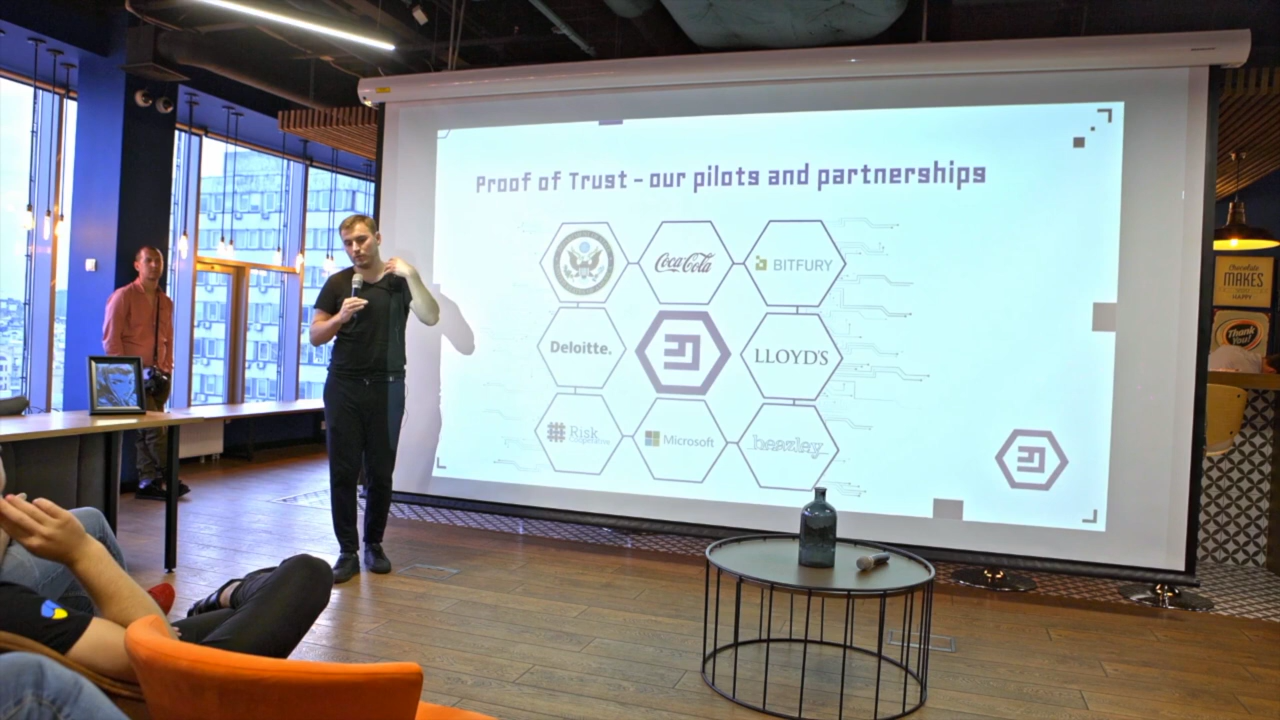 Proof of Trust - our pilots and partnerships
Coca-Cola
BITFURY
Deloitte.
LLOYD'S
Risk
Cooperative
Microsoft
beazley
Chocolate
MAKES
HAPPY
Thank
You!